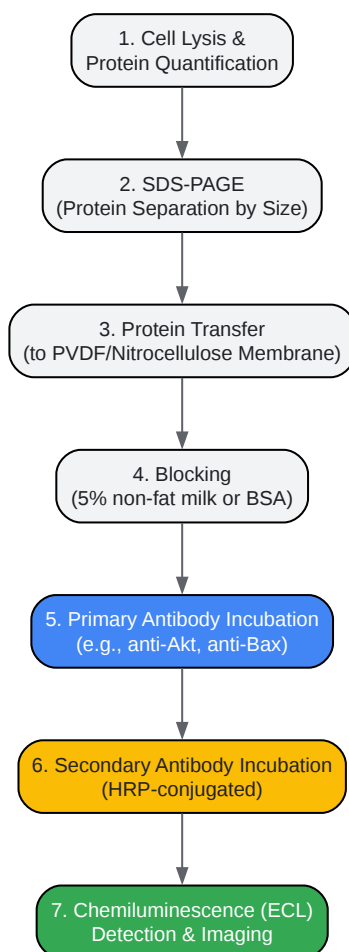 1. Cell Lysis &
Protein Quantification
2. SDS-PAGE
(Protein Separation by Size)
3. Protein Transfer
(to PVDF/Nitrocellulose Membrane)
4. Blocking
(5% non-fat milk or BSA)
5. Primary Antibody Incubation
(e.g., anti-Akt, anti-Bax)
6. Secondary Antibody Incubation
(HRP-conjugated)
7. Chemiluminescence (ECL)
Detection & Imaging